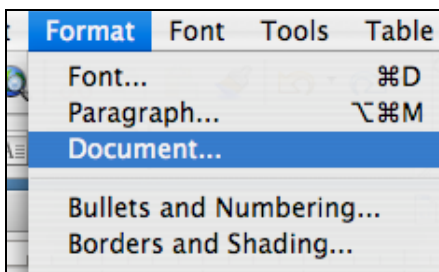 Format Font Tools Table
Font... ⌘D
Paragraph... ⌥⌘M
Document...
Bullets and Numbering...
Borders and Shading...